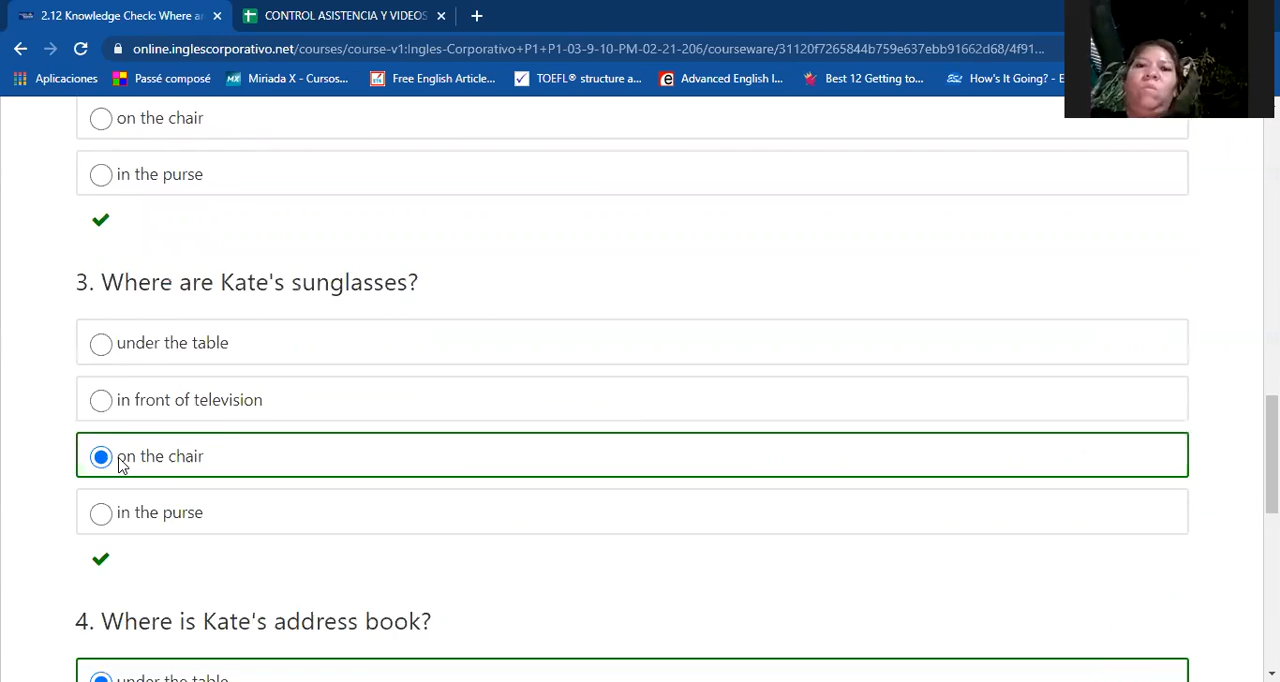 2.12 Knowledge Check: Where ar
CONTROL ASISTENCIA Y VIDEOS
online.inglescorporativo.net/courses/course-v1:Ingles-Corporativo+P1+P1-03-9-10-PM-02-21-206/courseware/31120f7265844b759e637ebb91662d68/4f91...
Aplicaciones
Passé composé
Miriada X - Cursos...
Free English Article...
TOEFL® structure a...
Advanced English I...
Best 12 Getting to...
How's It Going? - E
on the chair
in the purse
3. Where are Kate's sunglasses?
under the table
in front of television
on the chair
in the purse
4. Where is Kate's address book?
under the table